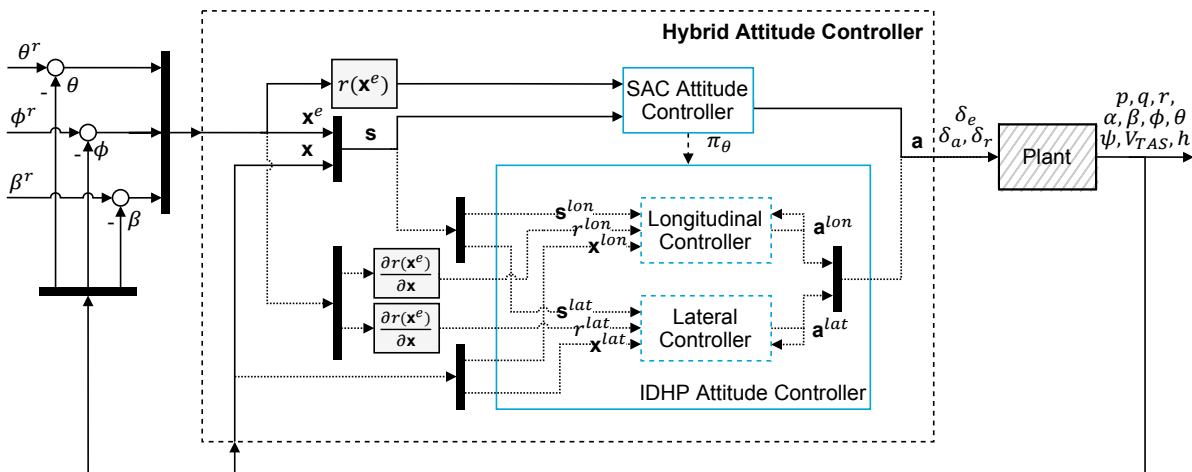 Hybrid Attitude Controller
θ^r
-
θ
ϕ^r
-
ϕ
β^r
-
β
r(𝐱^e)
SAC Attitude
Controller
𝐱^e
𝐱
𝐬
π_θ
𝐚
δ_e
δ_a, δ_r
Plant
p, q, r,
α, β, ϕ, θ
ψ, V_TAS, h
𝐬^lon
r^lon
𝐱^lon
Longitudinal
Controller
𝐚^lon
∂r(𝐱^e)
∂𝐱
∂r(𝐱^e)
∂𝐱
𝐬^lat
r^lat
𝐱^lat
Lateral
Controller
𝐚^lat
IDHP Attitude Controller